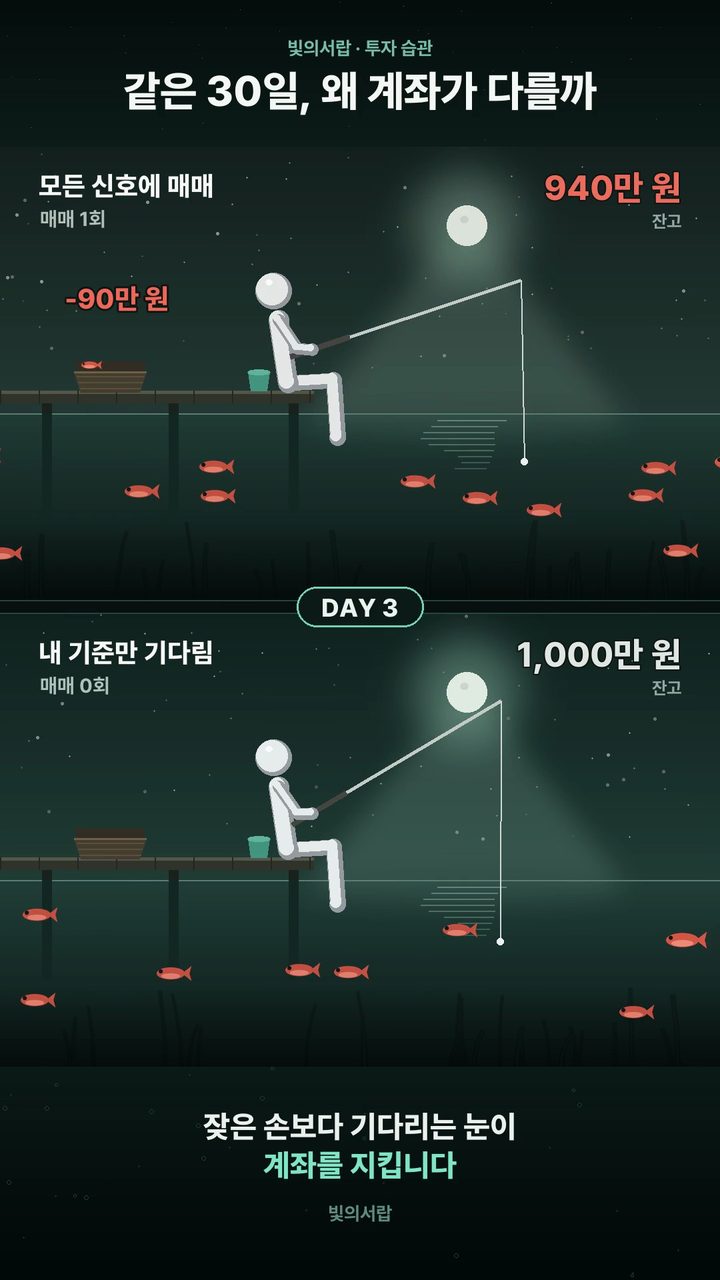 빛의서랍 · 투자 습관
같은 30일, 왜 계좌가 다를까
모든 신호에 매매
매매 1회
940만 원
잔고
-90만 원
DAY 3
내 기준만 기다림
매매 0회
1,000만 원
잔고
잦은 손보다 기다리는 눈이
계좌를 지킵니다
빛의서랍